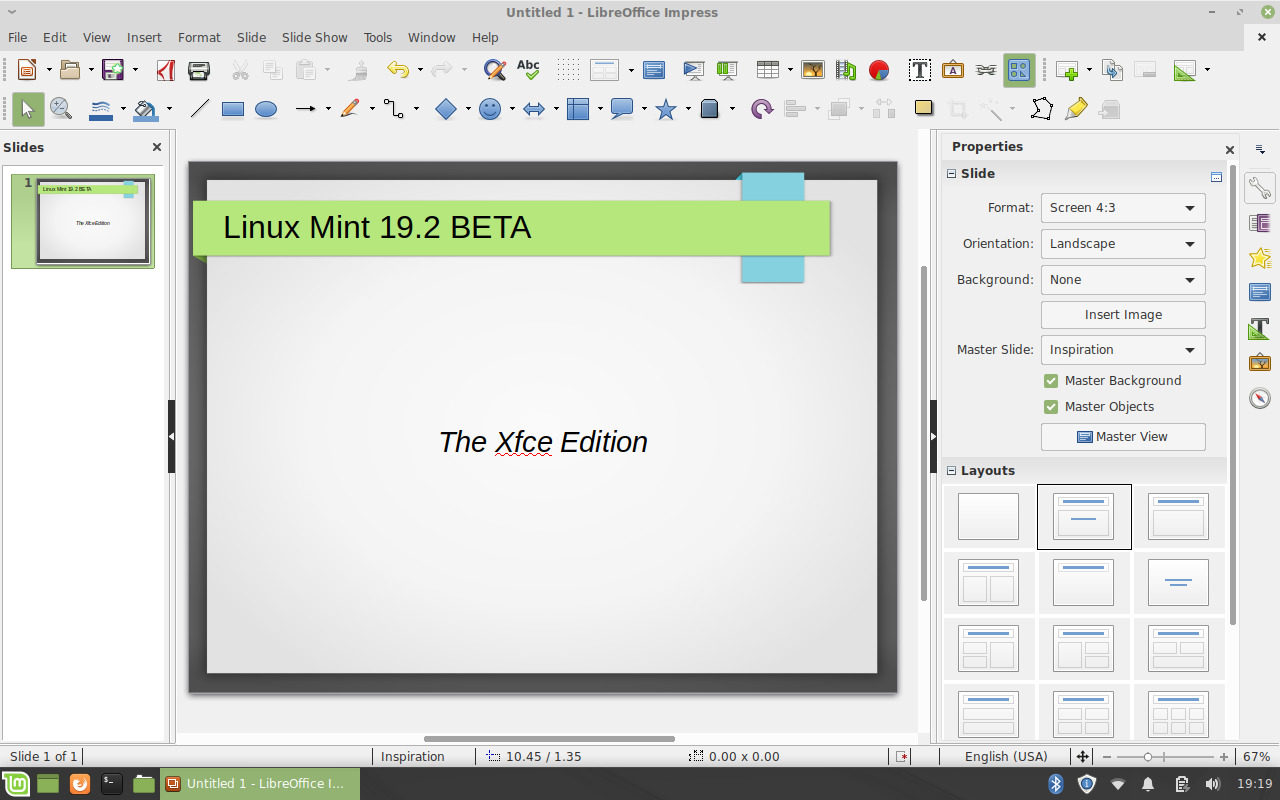 Untitled 1 - LibreOffice Impress
File Edit View Insert Format Slide Slide Show Tools Window Help
Abc
T
A
Slides
1
Linux Mint 19.2 BETA
The Xfce Edition
Linux Mint 19.2 BETA
The Xfce Edition
Properties
Slide
Format: Screen 4:3
Orientation: Landscape
Background: None
Insert Image
Master Slide: Inspiration
Master Background
Master Objects
Master View
Layouts
Slide 1 of 1 Inspiration 10.45 / 1.35 0.00 x 0.00 English (USA) 67%
Untitled 1 - LibreOffice I... 19:19